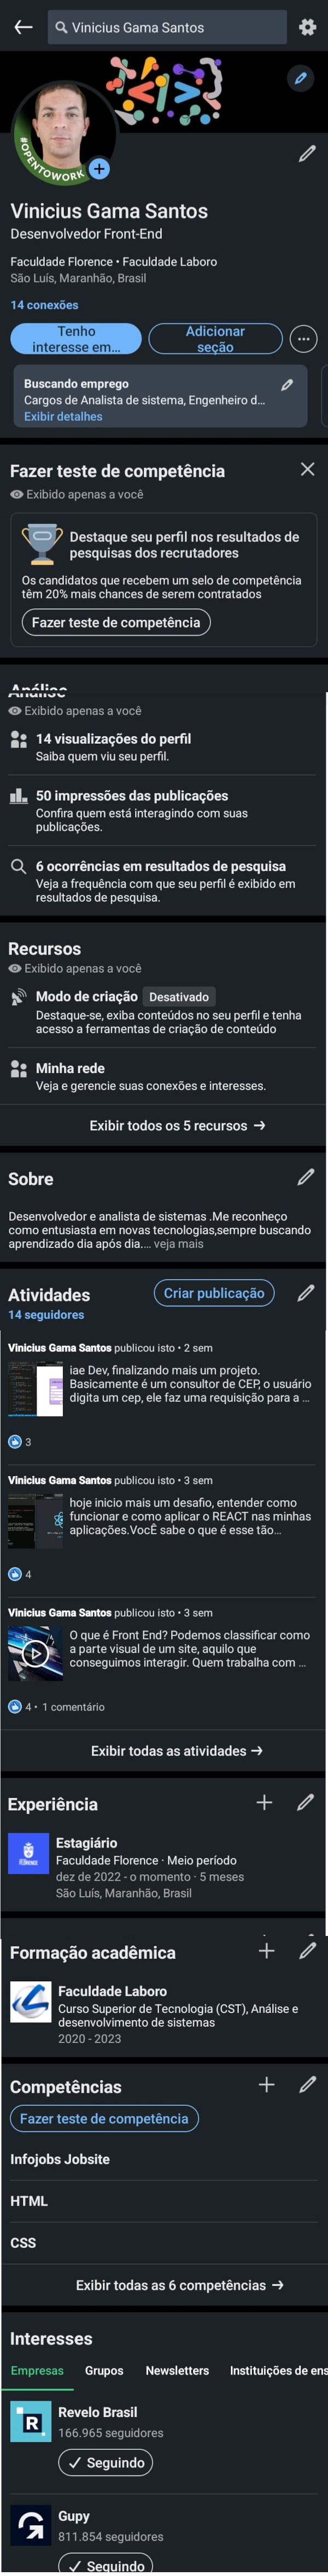 Vinicius Gama Santos
#OPENTOWORK
Vinicius Gama Santos
Desenvolvedor Front-End
Faculdade Florence • Faculdade Laboro
São Luís, Maranhão, Brasil
14 conexões
Tenho
interesse em...
Adicionar
seção
Buscando emprego
Cargos de Analista de sistema, Engenheiro d...
Exibir detalhes
Fazer teste de competência
Exibido apenas a você
Destaque seu perfil nos resultados de
pesquisas dos recrutadores
Os candidatos que recebem um selo de competência
têm 20% mais chances de serem contratados
Fazer teste de competência
Análise
Exibido apenas a você
14 visualizações do perfil
Saiba quem viu seu perfil.
50 impressões das publicações
Confira quem está interagindo com suas
publicações.
6 ocorrências em resultados de pesquisa
Veja a frequência com que seu perfil é exibido em
resultados de pesquisa.
Recursos
Exibido apenas a você
Modo de criação Desativado
Destaque-se, exiba conteúdos no seu perfil e tenha
acesso a ferramentas de criação de conteúdo
Minha rede
Veja e gerencie suas conexões e interesses.
Exibir todos os 5 recursos →
Sobre
Desenvolvedor e analista de sistemas .Me reconheço
como entusiasta em novas tecnologias,sempre buscando
aprendizado dia após dia.... veja mais
Atividades
Criar publicação
14 seguidores
Vinicius Gama Santos publicou isto • 2 sem
iae Dev, finalizando mais um projeto.
Basicamente é um consultor de CEP, o usuário
digita um cep, ele faz uma requisição para a ...
3
Vinicius Gama Santos publicou isto • 3 sem
hoje inicio mais um desafio, entender como
funcionar e como aplicar o REACT nas minhas
aplicações.VocÊ sabe o que é esse tão...
4
Vinicius Gama Santos publicou isto • 3 sem
O que é Front End? Podemos classificar como
a parte visual de um site, aquilo que
conseguimos interagir. Quem trabalha com ...
4 • 1 comentário
Exibir todas as atividades →
Experiência
Estagiário
Faculdade Florence · Meio período
dez de 2022 - o momento · 5 meses
São Luís, Maranhão, Brasil
Formação acadêmica
Faculdade Laboro
Curso Superior de Tecnologia (CST), Análise e
desenvolvimento de sistemas
2020 - 2023
Competências
Fazer teste de competência
Infojobs Jobsite
HTML
CSS
Exibir todas as 6 competências →
Interesses
Empresas Grupos Newsletters Instituições de ens
R
Revelo Brasil
166.965 seguidores
✓ Seguindo
Gupy
811.854 seguidores
✓ Seguindo